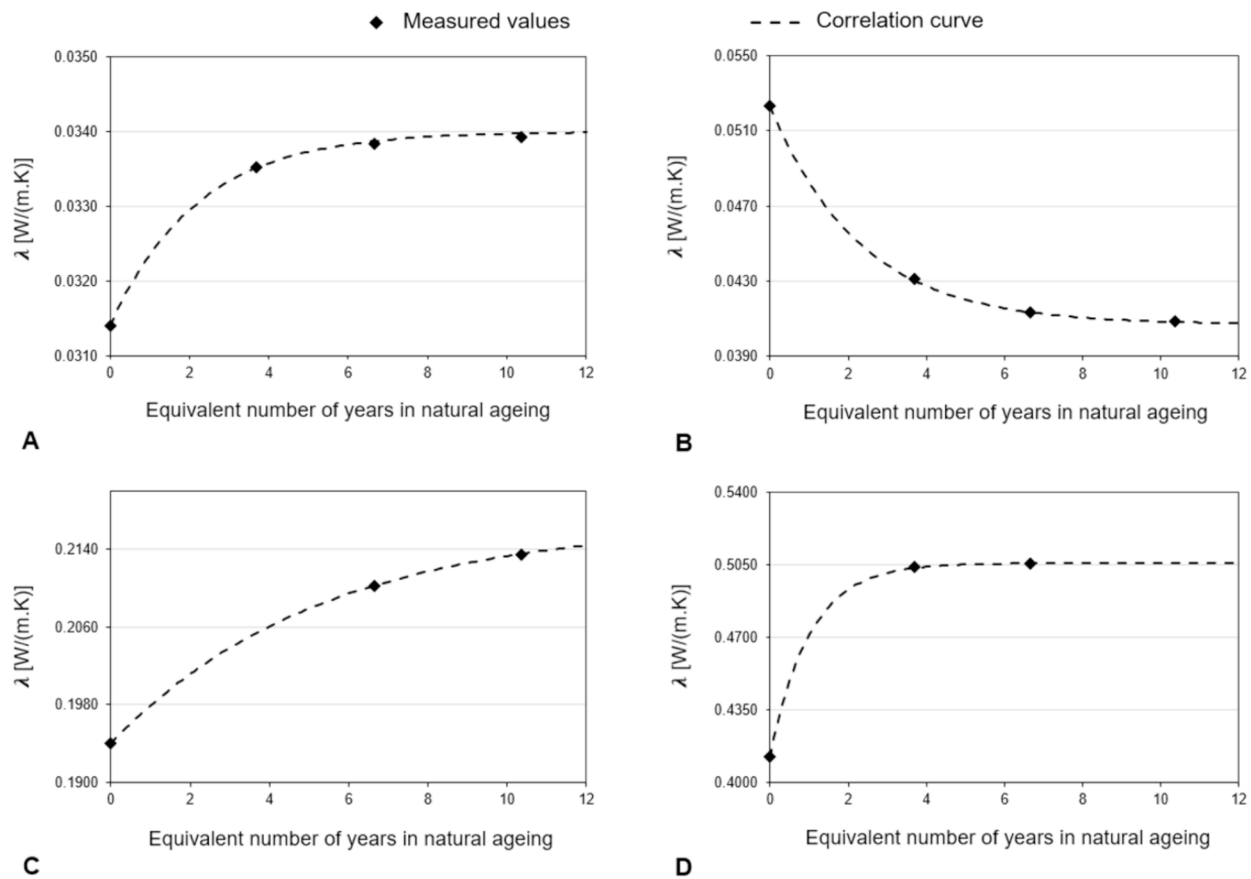 Measured values
Correlation curve
0.0350
0.0340
0.0330
0.0320
0.0310
λ [W/(m.K)]
0 2 4 6 8 10 12
Equivalent number of years in natural ageing
A
0.0550
0.0510
0.0470
0.0430
0.0390
λ [W/(m.K)]
0 2 4 6 8 10 12
Equivalent number of years in natural ageing
B
0.2140
0.2060
0.1980
0.1900
λ [W/(m.K)]
0 2 4 6 8 10 12
Equivalent number of years in natural ageing
C
0.5400
0.5050
0.4700
0.4350
0.4000
λ [W/(m.K)]
0 2 4 6 8 10 12
Equivalent number of years in natural ageing
D